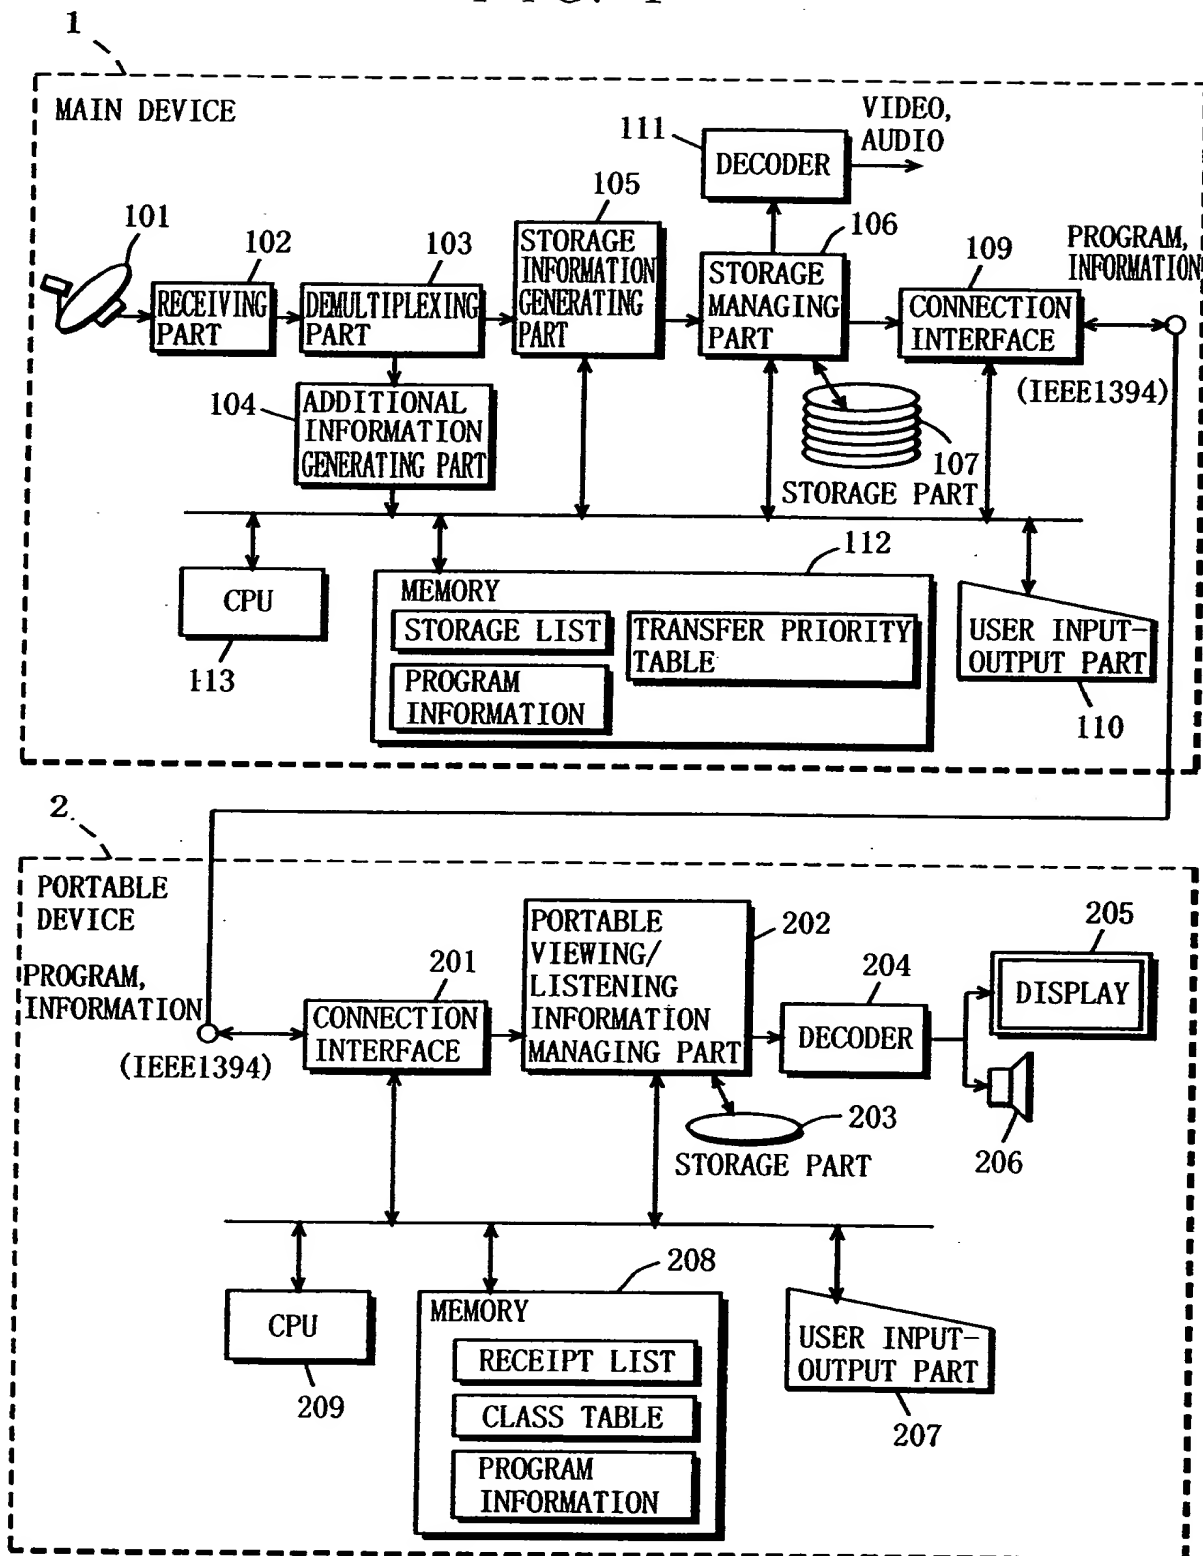 1
MAIN DEVICE
VIDEO,
AUDIO
111
DECODER
101
102
103
105
106
109
PROGRAM,
INFORMATION
RECEIVING
PART
DEMULTIPLEXING
PART
STORAGE
INFORMATION
GENERATING
PART
STORAGE
MANAGING
PART
CONNECTION
INTERFACE
(IEEE1394)
104
ADDITIONAL
INFORMATION
GENERATING PART
107
STORAGE PART
112
CPU
113
MEMORY
STORAGE LIST
PROGRAM
INFORMATION
TRANSFER PRIORITY
TABLE
USER INPUT-
OUTPUT PART
110
2
PORTABLE
DEVICE
PROGRAM,
INFORMATION
(IEEE1394)
201
CONNECTION
INTERFACE
202
PORTABLE
VIEWING/
LISTENING
INFORMATION
MANAGING PART
204
DECODER
205
DISPLAY
206
203
STORAGE PART
208
CPU
209
MEMORY
RECEIPT LIST
CLASS TABLE
PROGRAM
INFORMATION
USER INPUT-
OUTPUT PART
207